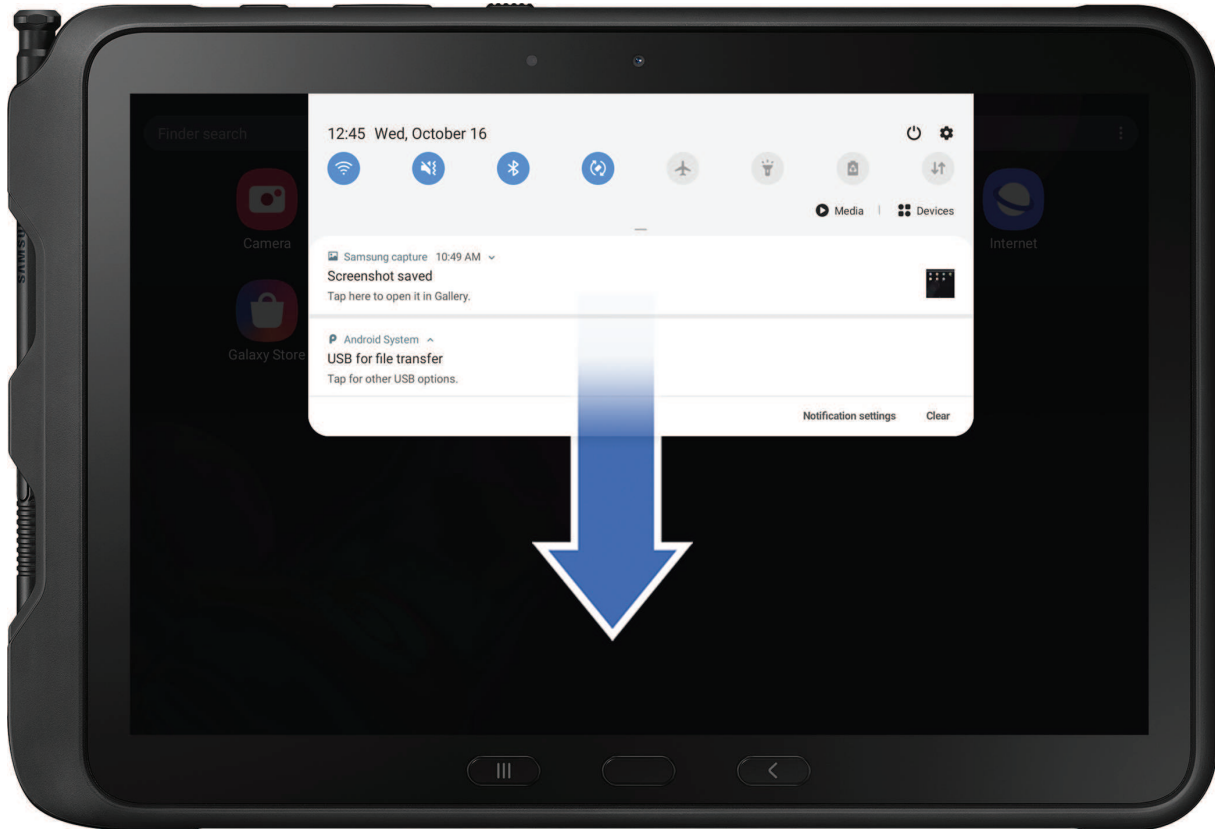 Finder search
12:45 Wed, October 16
Media
Devices
Camera
Internet
Samsung capture 10:49 AM
Screenshot saved
Tap here to open it in Gallery.
SAMSUNG
Galaxy Store
Android System
USB for file transfer
Tap for other USB options.
Notification settings Clear